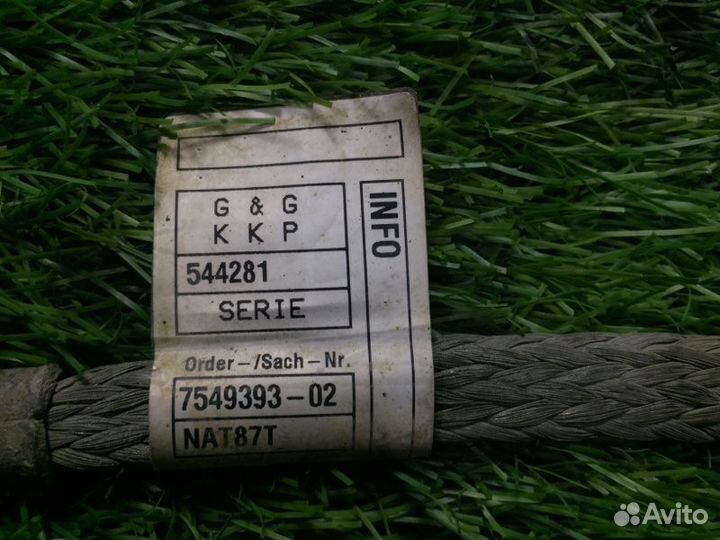 G & G
K K P
544281
SERIE
INFO
Order-/Sach-Nr.
7549393-02
NAT87T
Avito